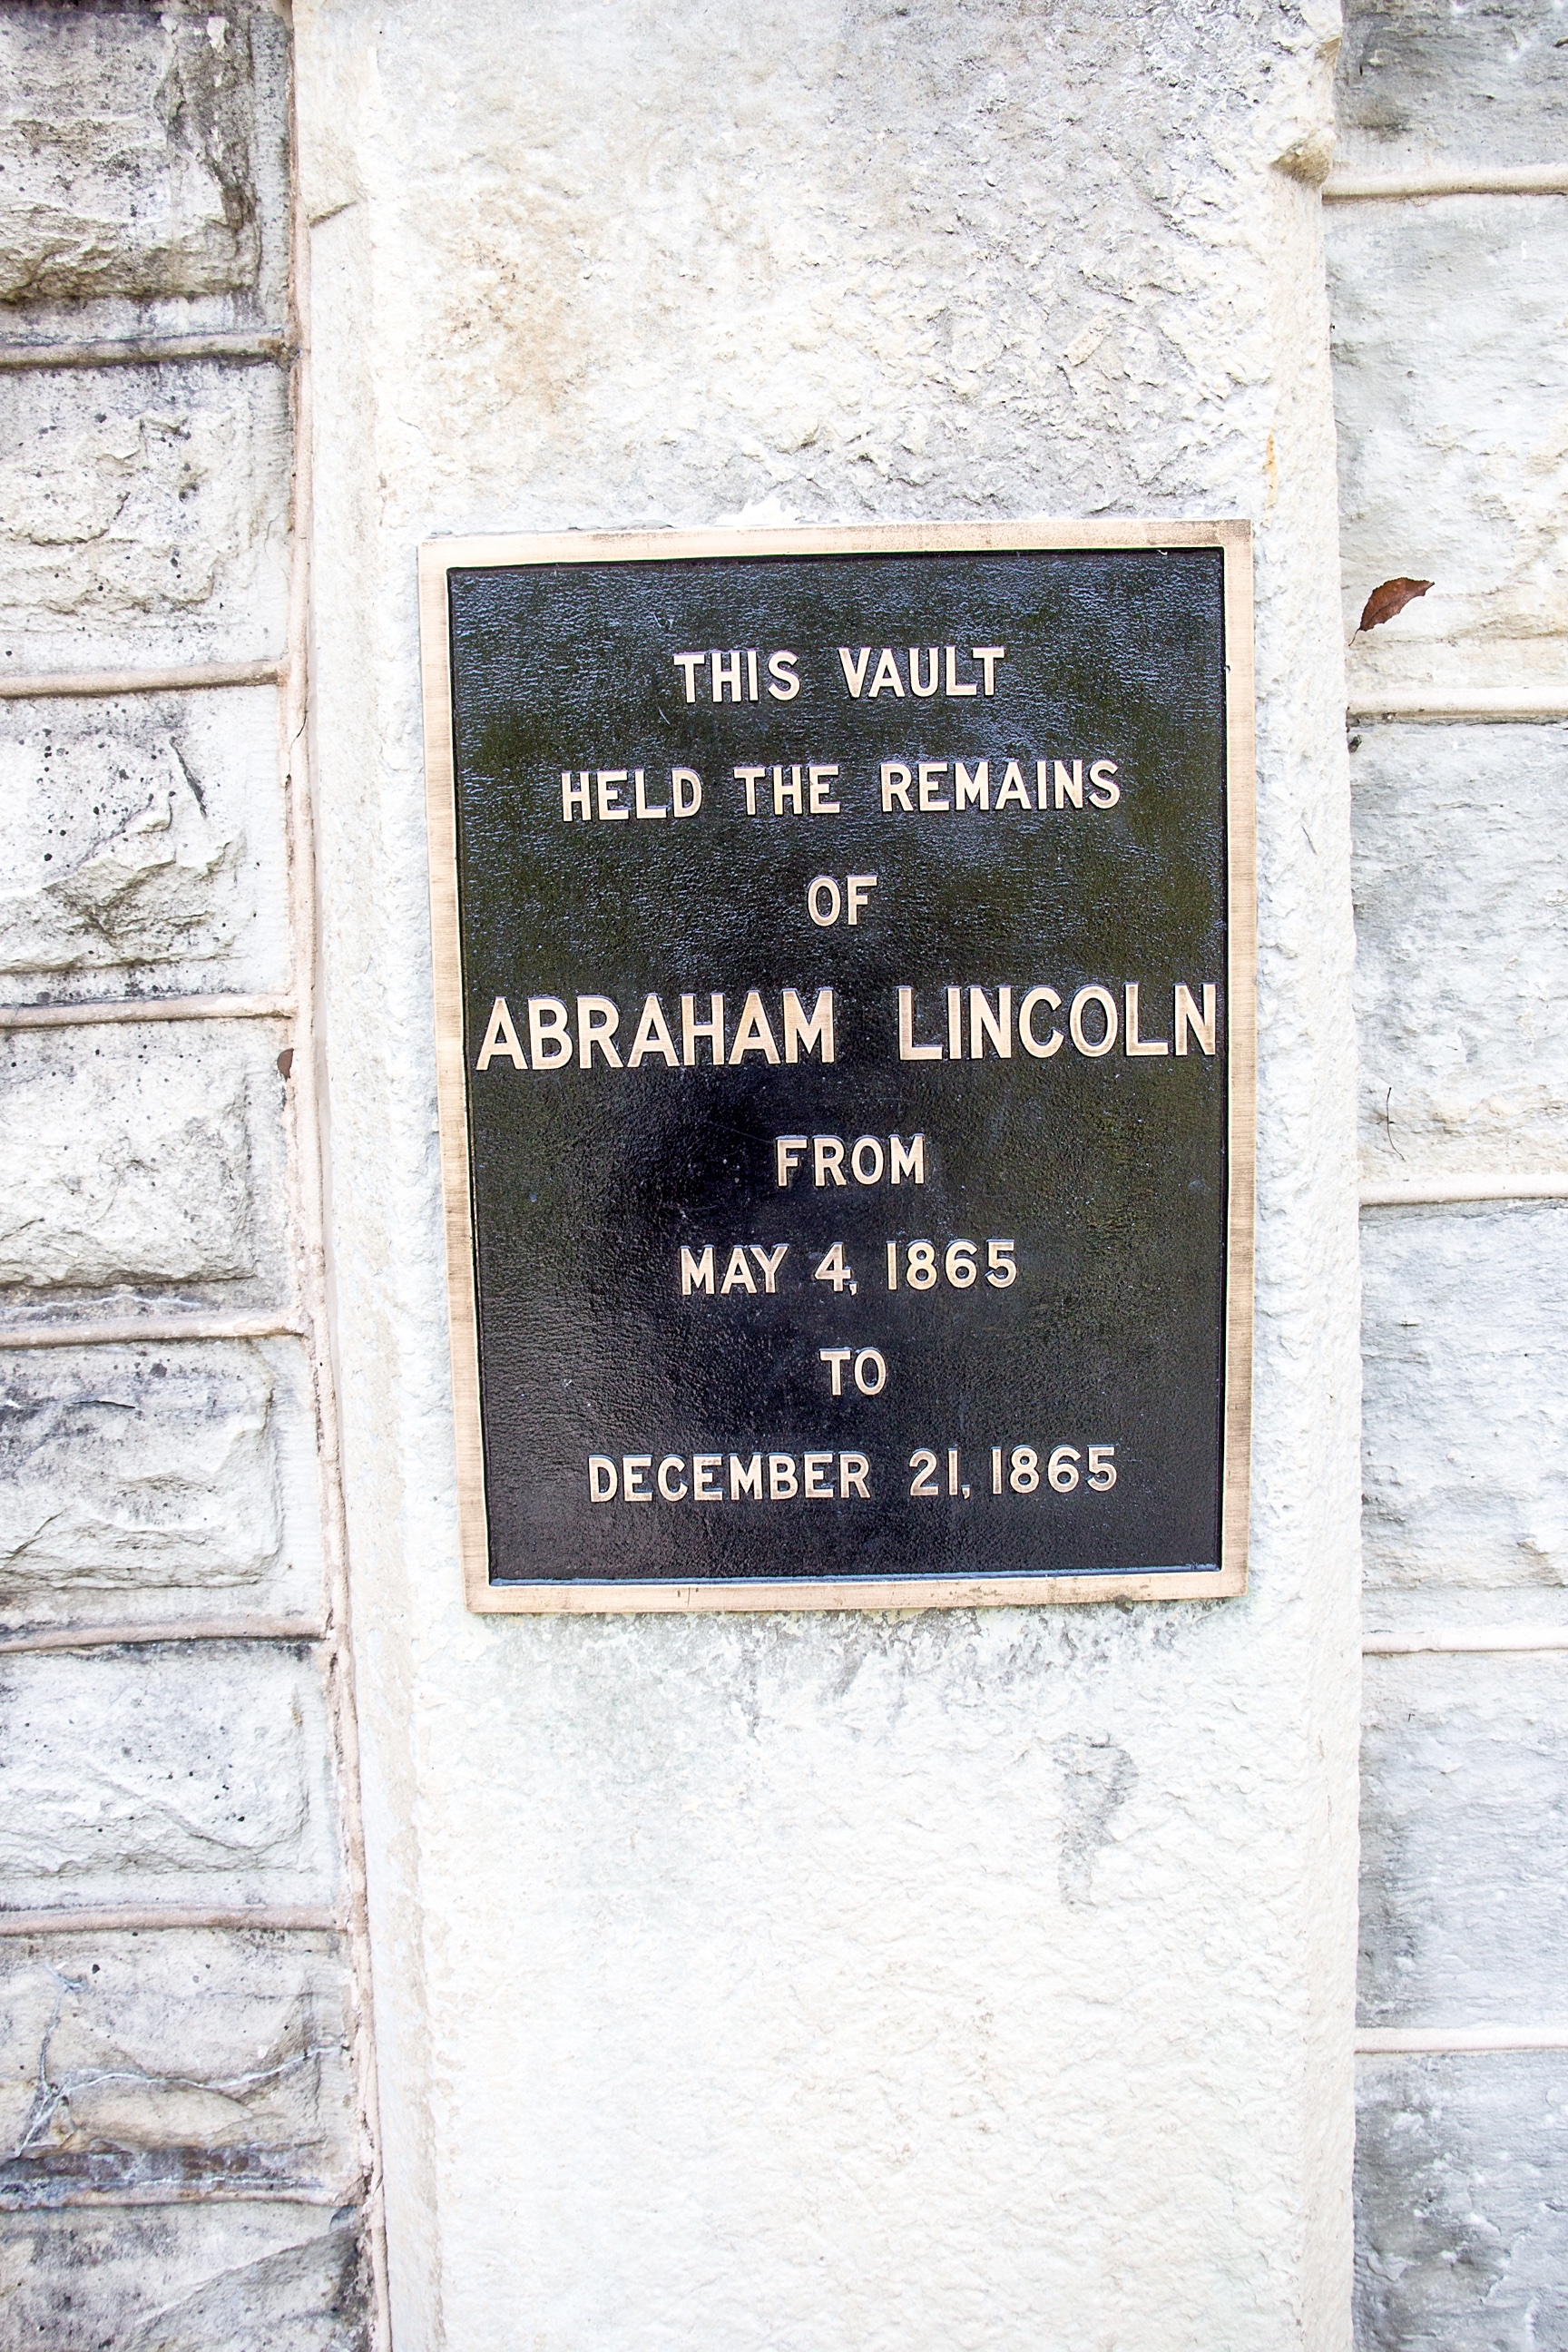 THIS VAULT
HELD THE REMAINS
OF
ABRAHAM LINCOLN
FROM
MAY 4, 1865
TO
DECEMBER 21, 1865